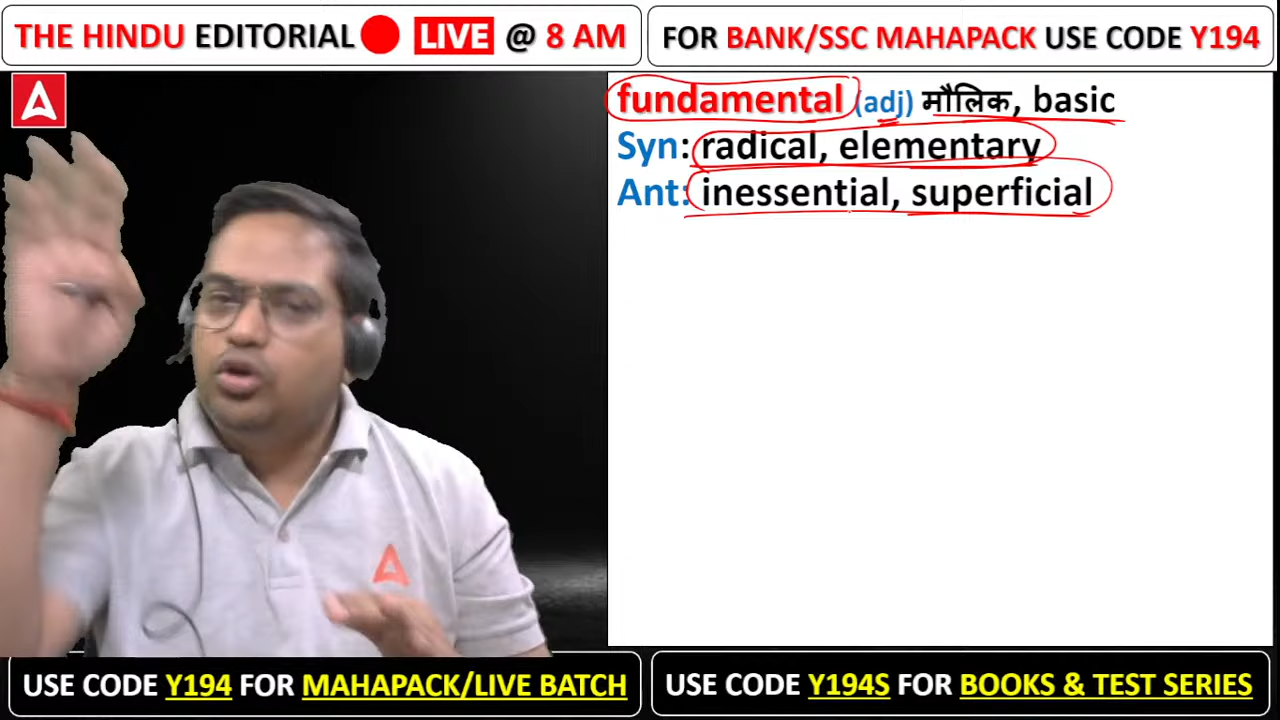 THE HINDU EDITORIAL LIVE @ 8 AM
FOR BANK/SSC MAHAPACK USE CODE Y194
fundamental (adj) मौलिक, basic
Syn: radical, elementary
Ant: inessential, superficial
USE CODE Y194 FOR MAHAPACK/LIVE BATCH
USE CODE Y194S FOR BOOKS & TEST SERIES